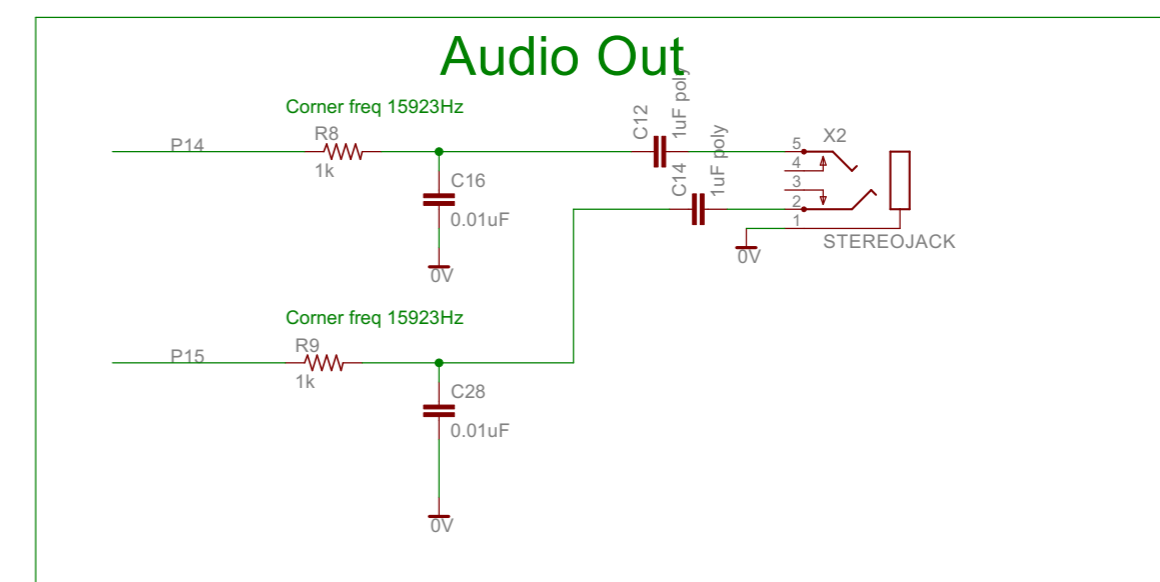 Audio Out
Corner freq 15923Hz
P14
R8
1k
C16
0.01uF
0V
C12
1uF poly
C14
1uF poly
5
4
3
2
1
X2
STEREOJACK
0V
Corner freq 15923Hz
P15
R9
1k
C28
0.01uF
0V